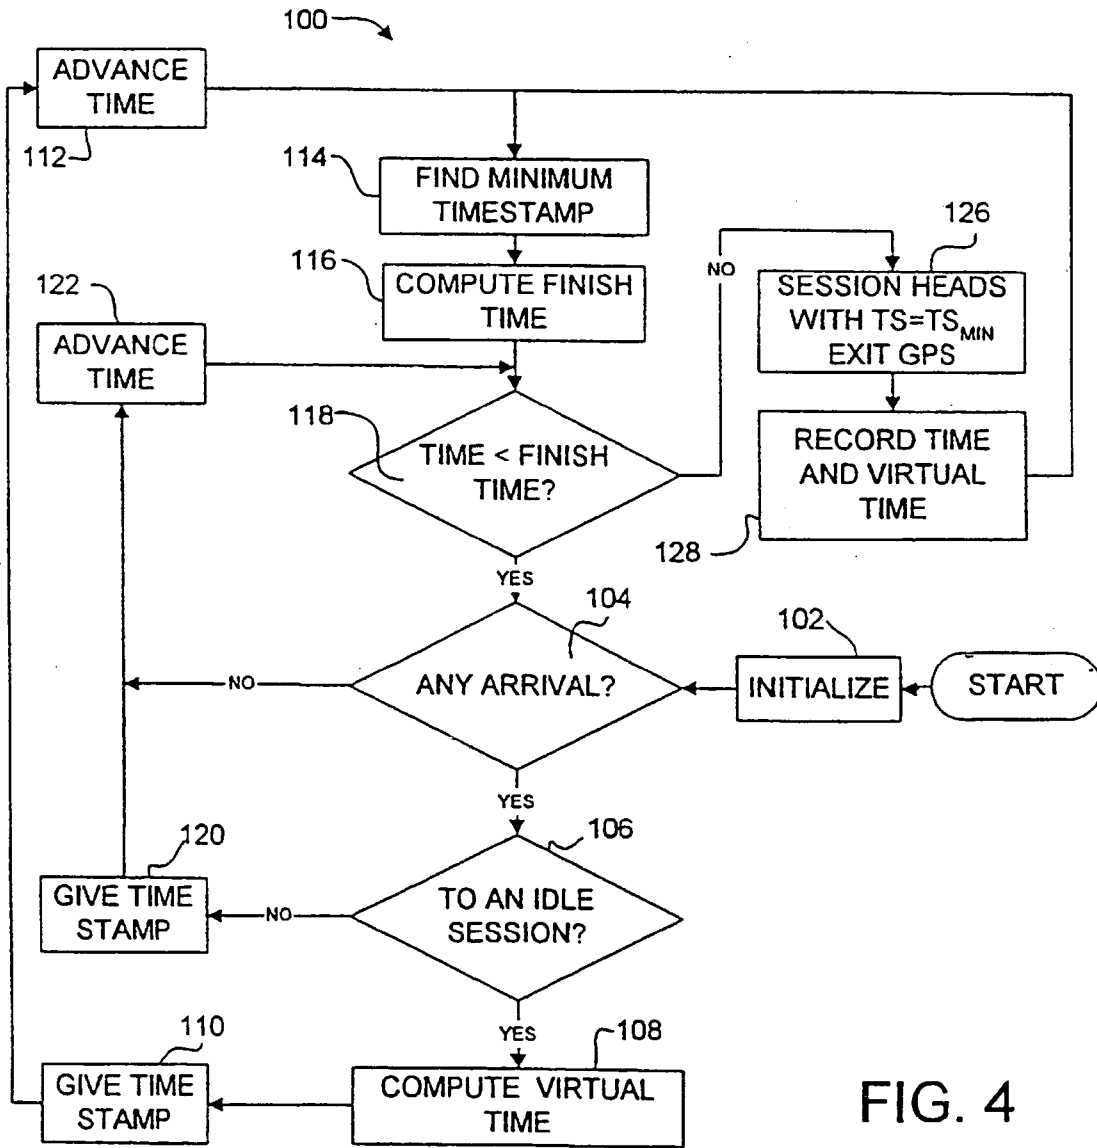 100
ADVANCE
TIME
112
114
FIND MINIMUM
TIMESTAMP
116
COMPUTE FINISH
TIME
NO
126
SESSION HEADS
WITH TS=TSMIN
EXIT GPS
122
ADVANCE
TIME
118
TIME < FINISH
TIME?
RECORD TIME
AND VIRTUAL
TIME
128
YES
104
ANY ARRIVAL?
NO
102
INITIALIZE
START
YES
106
TO AN IDLE
SESSION?
NO
120
GIVE TIME
STAMP
YES
108
COMPUTE VIRTUAL
TIME
110
GIVE TIME
STAMP
FIG. 4